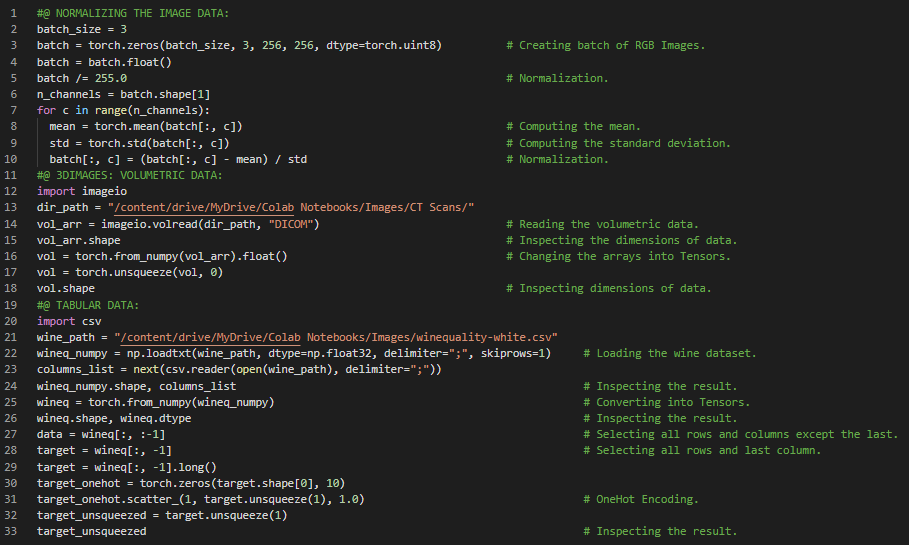 1 #@ NORMALIZING THE IMAGE DATA:
2 batch_size = 3
3 batch = torch.zeros(batch_size, 3, 256, 256, dtype=torch.uint8) # Creating batch of RGB Images.
4 batch = batch.float()
5 batch /= 255.0 # Normalization.
6 n_channels = batch.shape[1]
7 for c in range(n_channels):
8 mean = torch.mean(batch[:, c]) # Computing the mean.
9 std = torch.std(batch[:, c]) # Computing the standard deviation.
10 batch[:, c] = (batch[:, c] - mean) / std # Normalization.
11 #@ 3DIMAGES: VOLUMETRIC DATA:
12 import imageio
13 dir_path = "/content/drive/MyDrive/Colab Notebooks/Images/CT Scans/"
14 vol_arr = imageio.volread(dir_path, "DICOM") # Reading the volumetric data.
15 vol_arr.shape # Inspecting the dimensions of data.
16 vol = torch.from_numpy(vol_arr).float() # Changing the arrays into Tensors.
17 vol = torch.unsqueeze(vol, 0)
18 vol.shape # Inspecting dimensions of data.
19 #@ TABULAR DATA:
20 import csv
21 wine_path = "/content/drive/MyDrive/Colab Notebooks/Images/winequality-white.csv"
22 wineq_numpy = np.loadtxt(wine_path, dtype=np.float32, delimiter=";", skiprows=1) # Loading the wine dataset.
23 columns_list = next(csv.reader(open(wine_path), delimiter=";"))
24 wineq_numpy.shape, columns_list # Inspecting the result.
25 wineq = torch.from_numpy(wineq_numpy) # Converting into Tensors.
26 wineq.shape, wineq.dtype # Inspecting the result.
27 data = wineq[:, :-1] # Selecting all rows and columns except the last.
28 target = wineq[:, -1] # Selecting all rows and last column.
29 target = wineq[:, -1].long()
30 target_onehot = torch.zeros(target.shape[0], 10)
31 target_onehot.scatter_(1, target.unsqueeze(1), 1.0) # OneHot Encoding.
32 target_unsqueezed = target.unsqueeze(1)
33 target_unsqueezed # Inspecting the result.